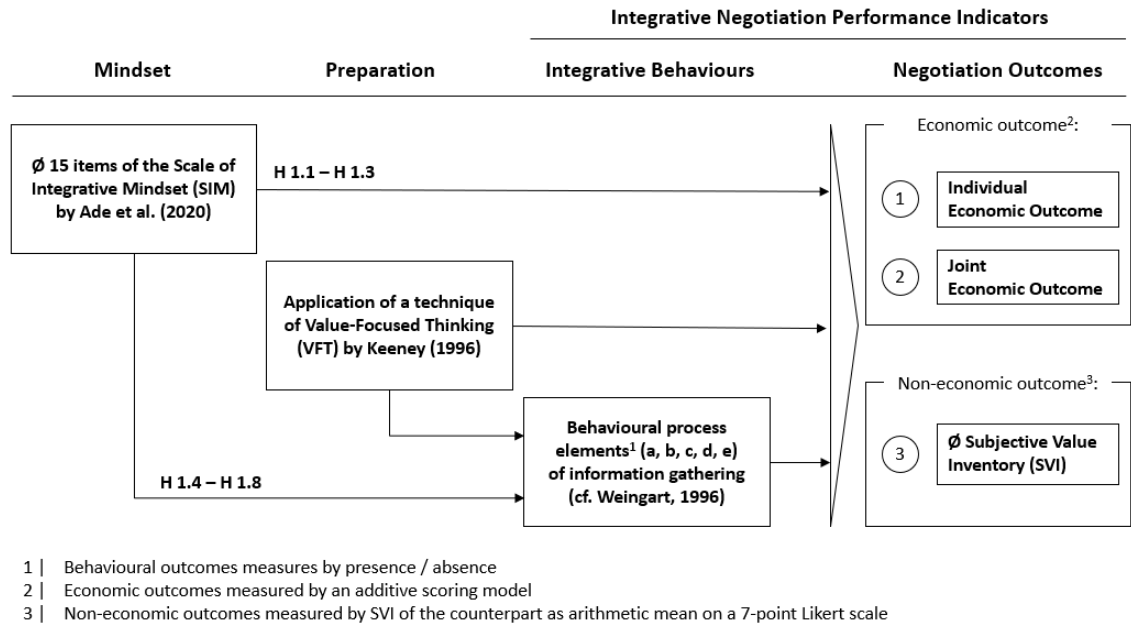 Integrative Negotiation Performance Indicators
Mindset
Preparation
Integrative Behaviours
Negotiation Outcomes
Ø 15 items of the Scale of
Integrative Mindset (SIM)
by Ade et al. (2020)
H 1.1 – H 1.3
Economic outcome²:
1
Individual
Economic Outcome
2
Joint
Economic Outcome
Application of a technique
of Value-Focused Thinking
(VFT) by Keeney (1996)
Non-economic outcome³:
3
Ø Subjective Value
Inventory (SVI)
Behavioural process
elements¹ (a, b, c, d, e)
of information gathering
(cf. Weingart, 1996)
H 1.4 – H 1.8
1 | Behavioural outcomes measures by presence / absence
2 | Economic outcomes measured by an additive scoring model
3 | Non-economic outcomes measured by SVI of the counterpart as arithmetic mean on a 7-point Likert scale